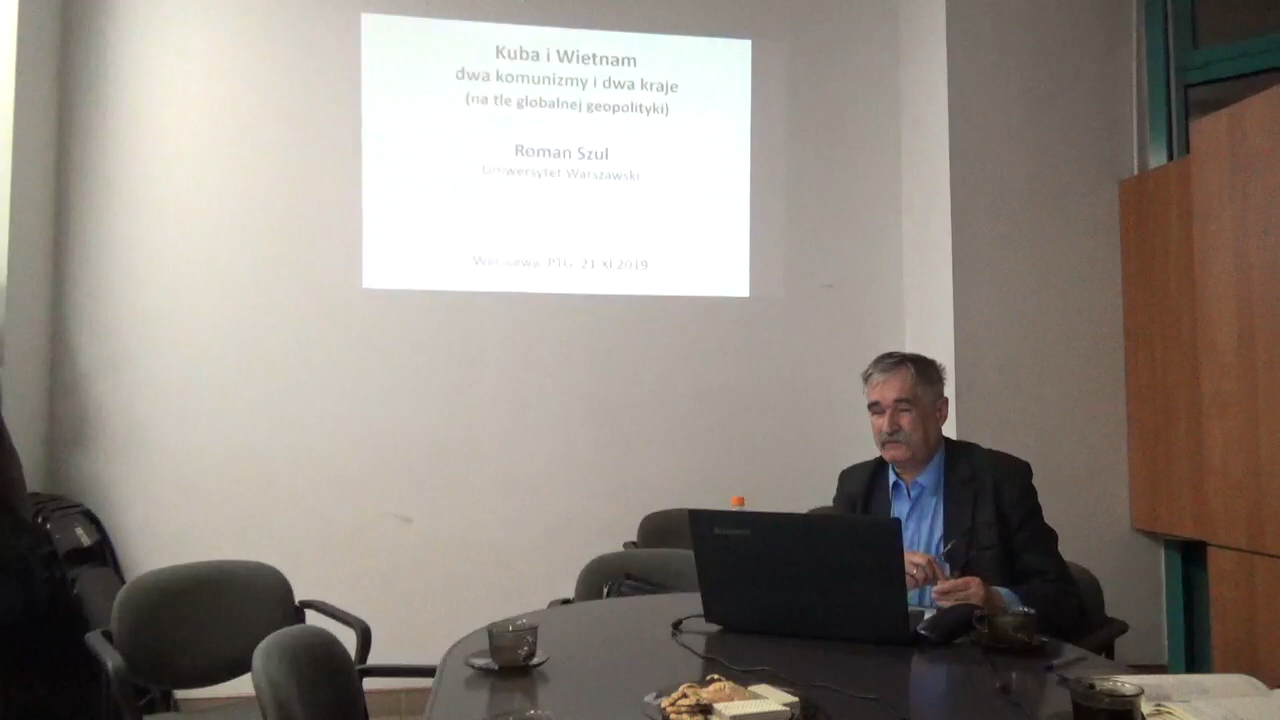 Kuba i Wietnam
dwa komunizmy i dwa kraje
(na tle globalnej geopolityki)
Roman Szul
Uniwersytet Warszawski
Warszawa, PTG, 21 XI 2019